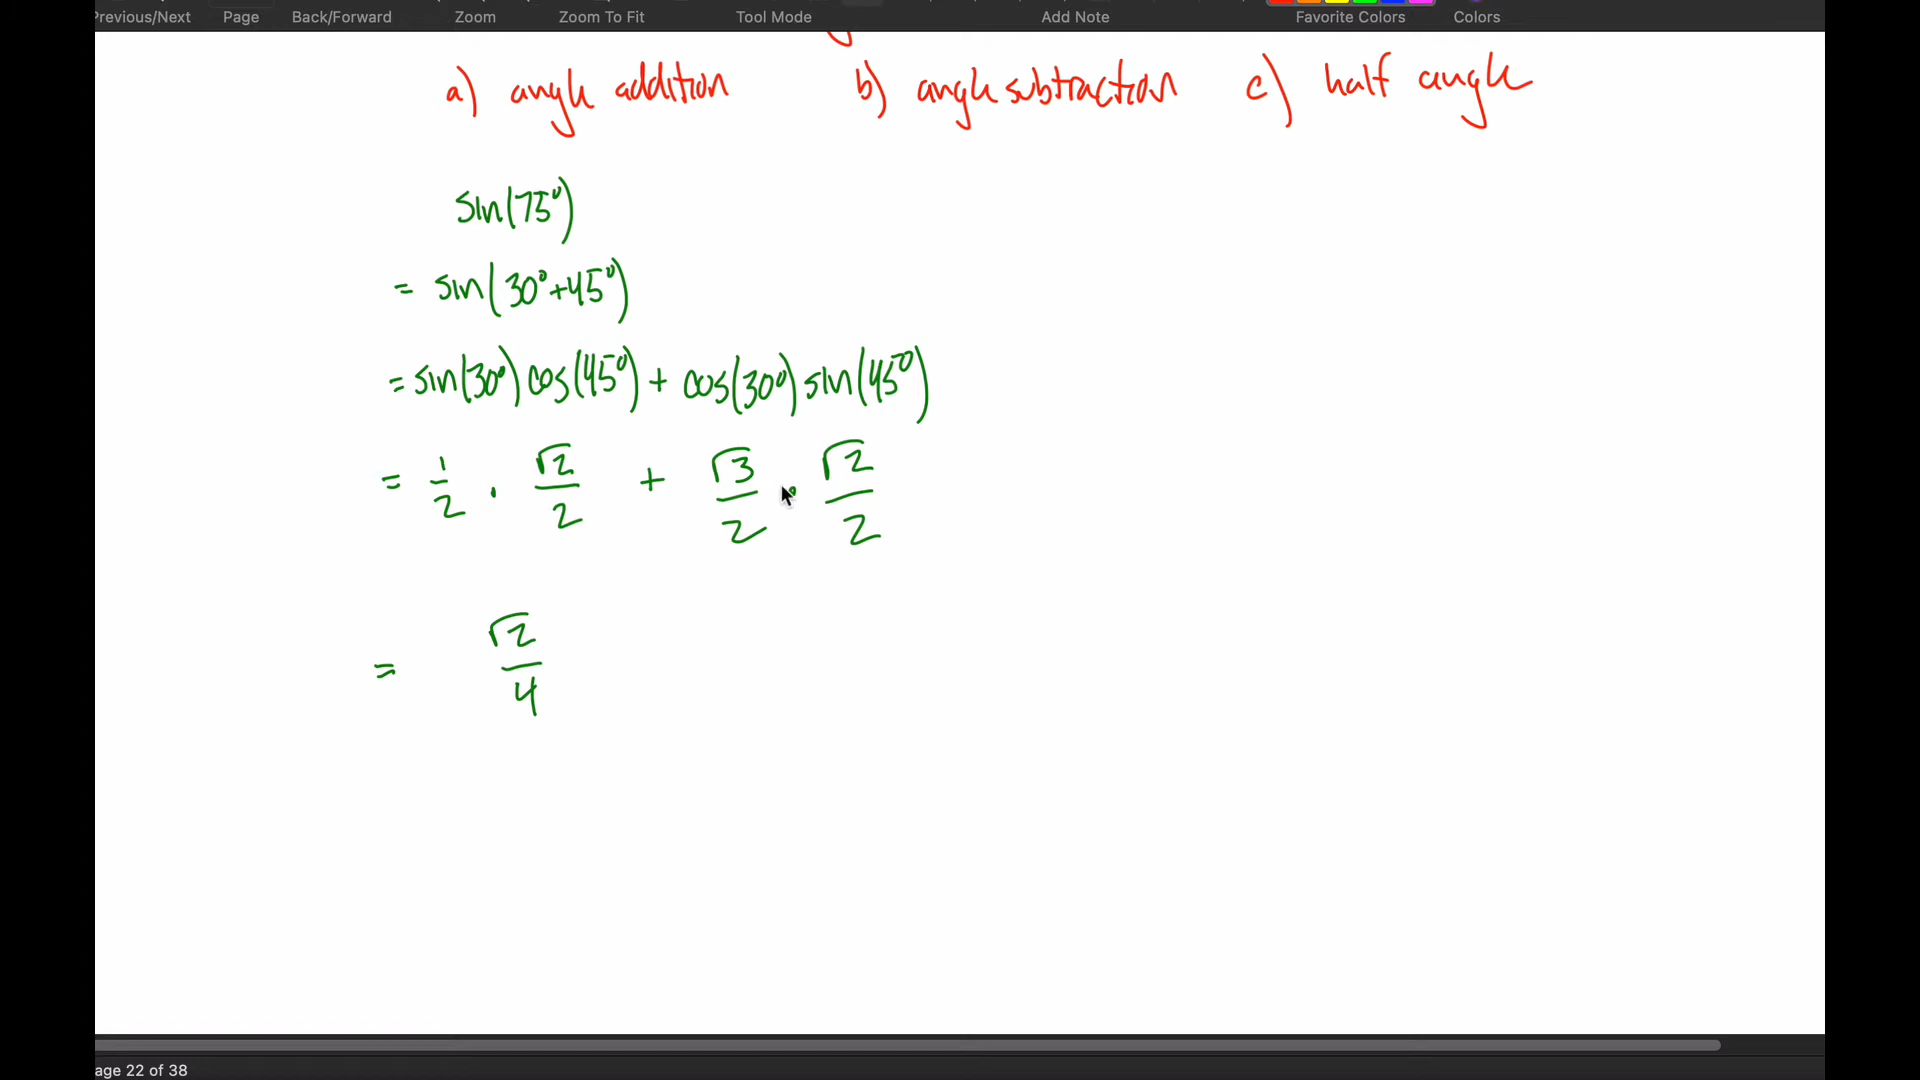 Previous/Next Page Back/Forward Zoom Zoom To Fit Tool Mode Add Note Favorite Colors Colors
a) angle addition b) angle subtraction c) half angle
sin(75°)
= sin(30°+45°)
= sin(30°)cos(45°) + cos(30°)sin(45°)
= 1/2 · √2/2 + √3/2 · √2/2
= √2/4
age 22 of 38